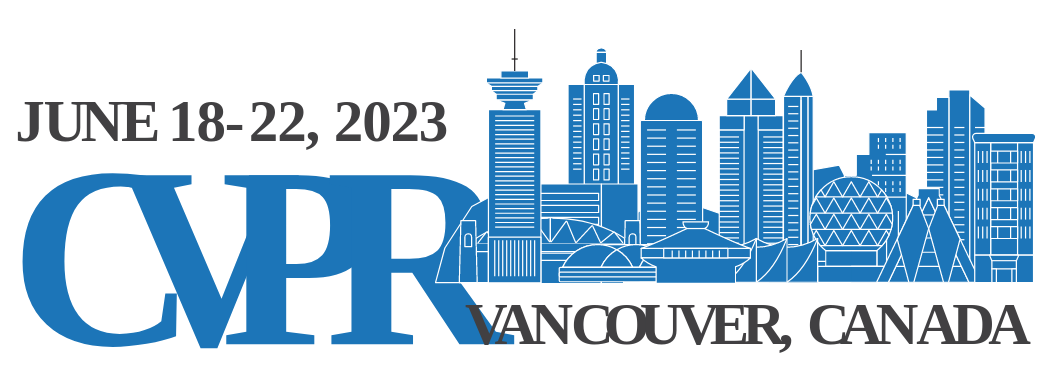 JUNE 18-22, 2023
CVPR
VANCOUVER, CANADA